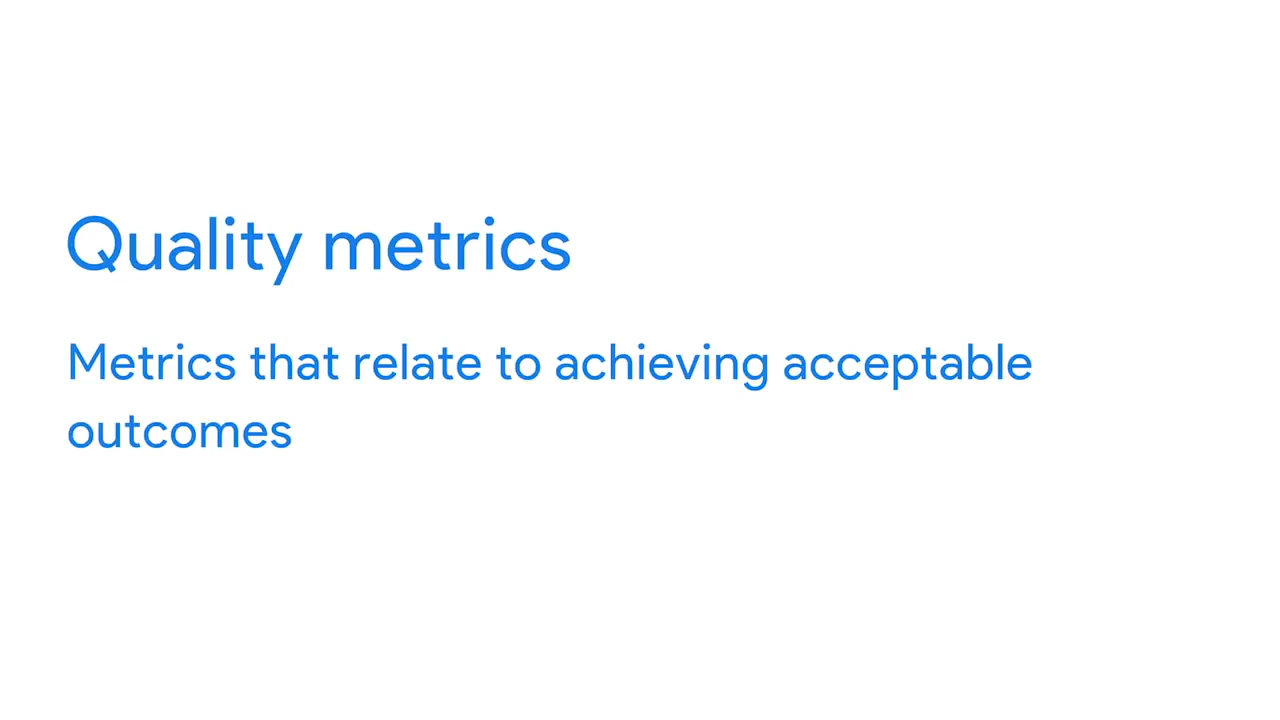 Quality metrics
Metrics that relate to achieving acceptable
outcomes